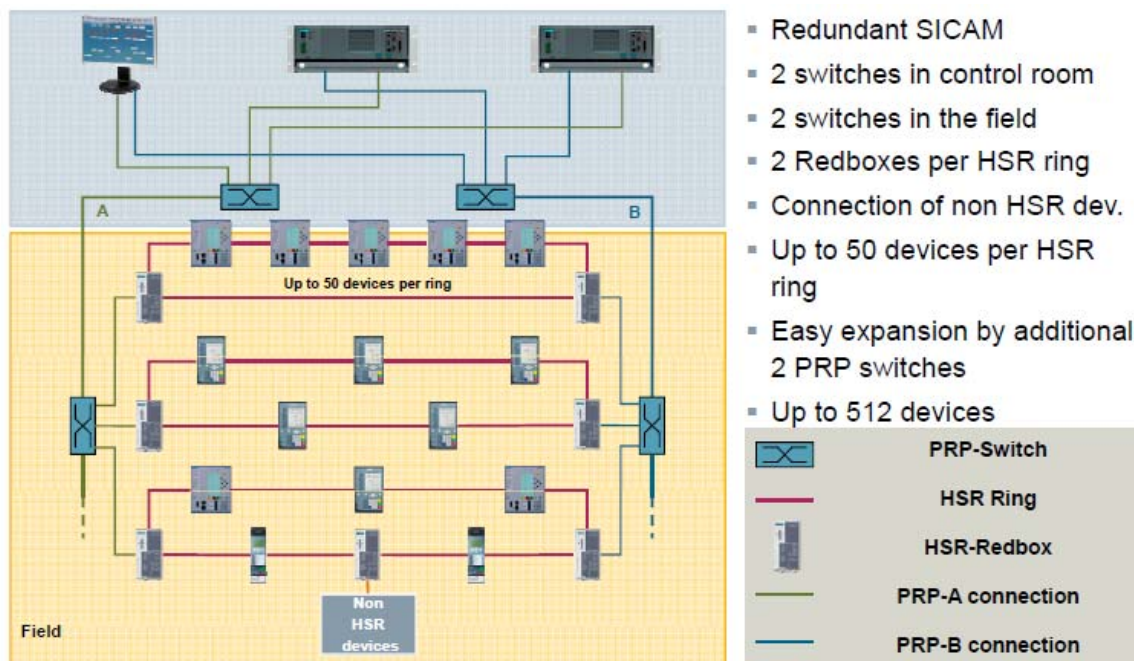 A
B
Up to 50 devices per ring
Non
HSR
devices
Field
▪ Redundant SICAM
▪ 2 switches in control room
▪ 2 switches in the field
▪ 2 Redboxes per HSR ring
▪ Connection of non HSR dev.
▪ Up to 50 devices per HSR
ring
▪ Easy expansion by additional
2 PRP switches
▪ Up to 512 devices
PRP-Switch
HSR Ring
HSR-Redbox
PRP-A connection
PRP-B connection